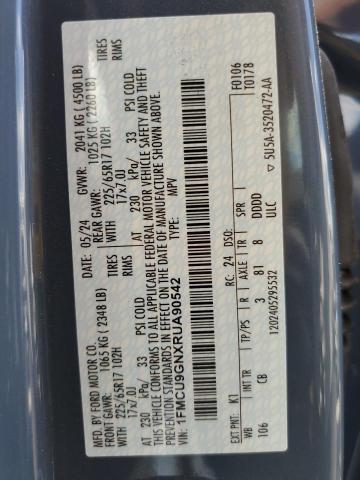 MFD. BY FORD MOTOR CO.
DATE: 05/24 GVWR: 2041 KG ( 4500 LB)
FRONT GAWR: 1065 KG ( 2348 LB) REAR GAWR: 1025 KG ( 2260 LB)
WITH 225/65R17 102H TIRES WITH 225/65R17 102H TIRES
17x7.0J RIMS 17x7.0J RIMS
AT 230 kPa/ 33 PSI COLD AT 230 kPa/ 33 PSI COLD
THIS VEHICLE CONFORMS TO ALL APPLICABLE FEDERAL MOTOR VEHICLE SAFETY AND THEFT
PREVENTION STANDARDS IN EFFECT ON THE DATE OF MANUFACTURE SHOWN ABOVE.
VIN: 1FMCU9GNXRUA90542 TYPE: MPV
F0106
T0178
EXT PNT: K1 RC: 24 DSO:
WB INT TR TP/PS R AXLE TR SPR
106 CB 3 81 8 DDDD
ULC
1202405295532
▽ 5U5A-3520472-AA